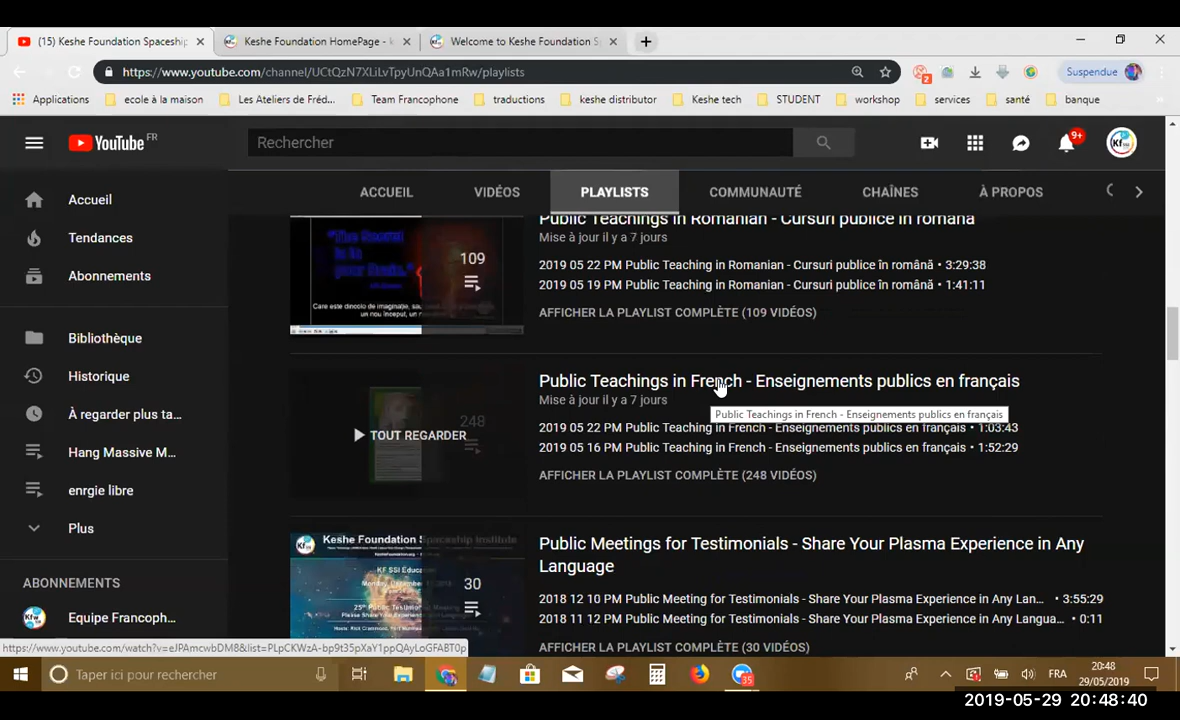 (15) Keshe Foundation Spaceship
Keshe Foundation HomePage - k
Welcome to Keshe Foundation S
https://www.youtube.com/channel/UCtQzN7XLiLvTpyUnQAa1mRw/playlists
2
Suspendue
Applications
ecole à la maison
Les Ateliers de Fréd...
Team Francophone
traductions
keshe distributor
Keshe tech
STUDENT
workshop
services
santé
banque
YouTube FR
Rechercher
9+
ACCUEIL
VIDÉOS
PLAYLISTS
COMMUNAUTÉ
CHAÎNES
À PROPOS
Accueil
Tendances
Abonnements
Bibliothèque
Historique
À regarder plus ta...
Hang Massive M...
enrgie libre
Plus
ABONNEMENTS
Equipe Francoph...
109
Public Teachings in Romanian - Cursuri publice în română
Mise à jour il y a 7 jours
2019 05 22 PM Public Teaching in Romanian - Cursuri publice în română • 3:29:38
2019 05 19 PM Public Teaching in Romanian - Cursuri publice în română • 1:41:11
AFFICHER LA PLAYLIST COMPLÈTE (109 VIDÉOS)
248
TOUT REGARDER
Public Teachings in French - Enseignements publics en français
Mise à jour il y a 7 jours
Public Teachings in French - Enseignements publics en français
2019 05 22 PM Public Teaching in French - Enseignements publics en français • 1:03:43
2019 05 16 PM Public Teaching in French - Enseignements publics en français • 1:52:29
AFFICHER LA PLAYLIST COMPLÈTE (248 VIDÉOS)
Keshe Foundation Spaceship Institute
30
Public Meetings for Testimonials - Share Your Plasma Experience in Any
Language
2018 12 10 PM Public Meeting for Testimonials - Share Your Plasma Experience in Any Lan... • 3:55:29
2018 11 12 PM Public Meeting for Testimonials - Share Your Plasma Experience in Any Langua... • 0:11
AFFICHER LA PLAYLIST COMPLÈTE (30 VIDÉOS)
https://www.youtube.com/watch?v=eJPAmcwbDM8&list=PLpCKWzA-bp9t35pXaY1ppQAyLoGFABT0p
Taper ici pour rechercher
35
FRA
20:48
29/05/2019
2019-05-29 20:48:40